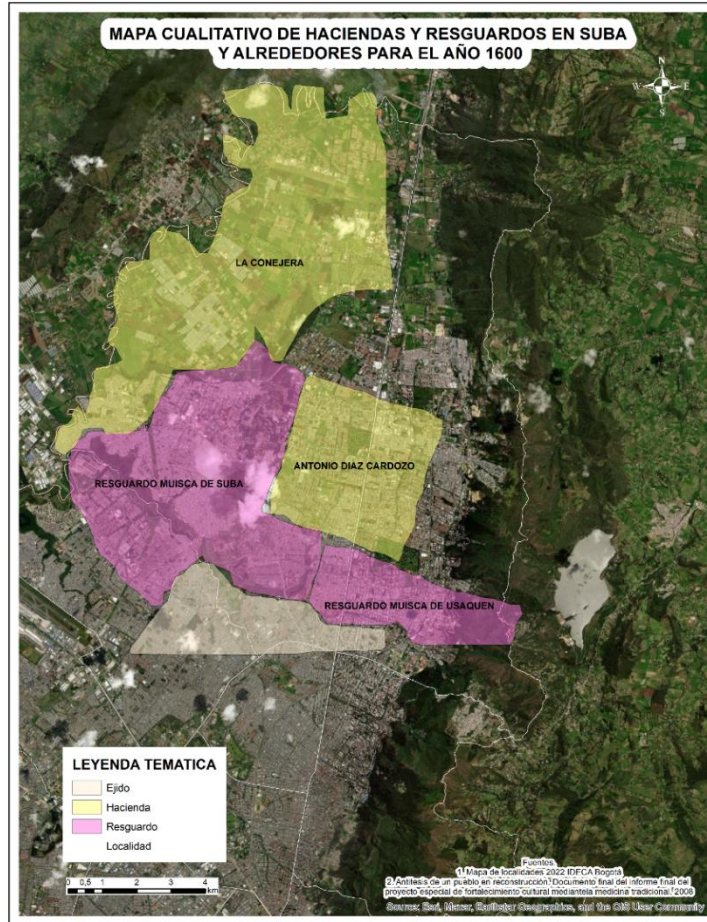 MAPA CUALITATIVO DE HACIENDAS Y RESGUARDOS EN SUBA
Y ALREDEDORES PARA EL AÑO 1600
N
W E
S
LA CONEJERA
ANTONIO DIAZ CARDOZO
RESGUARDO MUISCA DE SUBA
RESGUARDO MUISCA DE USAQUEN
LEYENDA TEMATICA
Ejido
Hacienda
Resguardo
Localidad
0 0,5 1 2 3 4
km
Fuentes:
1. Mapa de localidades 2022 IDECA Bogotá
2. Antitesis de un pueblo en reconstrucción: Documento final del informe final del
proyecto especial de fortalecimiento cultural mediantela medicina tradicional. 2008
Source: Esri, Maxar, Earthstar Geographics, and the GIS User Community